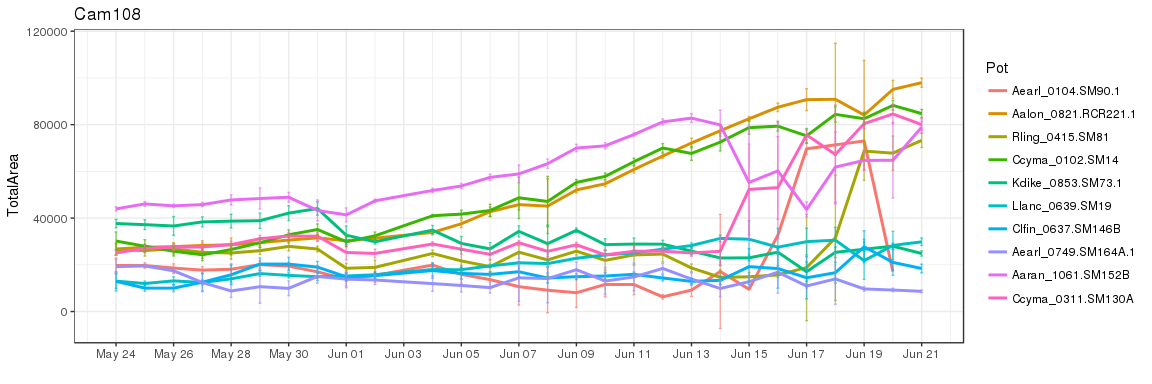 Cam108
TotalArea
120000
80000
40000
0
May 24 May 26 May 28 May 30 Jun 01 Jun 03 Jun 05 Jun 07 Jun 09 Jun 11 Jun 13 Jun 15 Jun 17 Jun 19 Jun 21
Pot
Aearl_0104.SM90.1
Aalon_0821.RCR221.1
Rling_0415.SM81
Ccyma_0102.SM14
Kdike_0853.SM73.1
Llanc_0639.SM19
Clfin_0637.SM146B
Aearl_0749.SM164A.1
Aaran_1061.SM152B
Ccyma_0311.SM130A